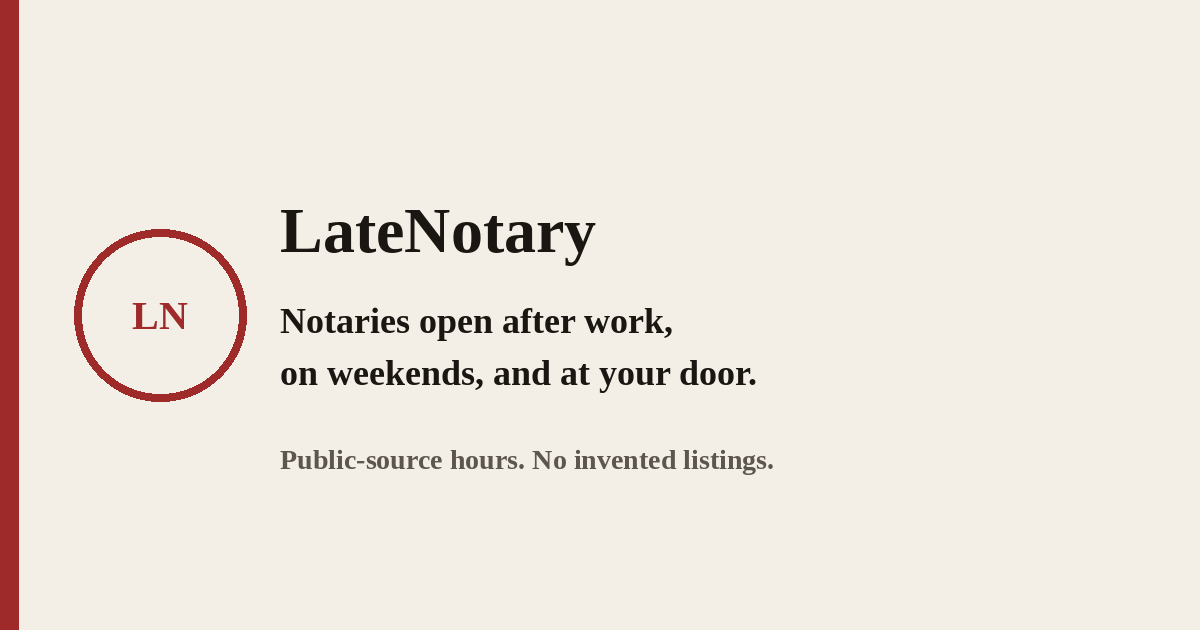 LN
LateNotary
Notaries open after work,
on weekends, and at your door.
Public-source hours. No invented listings.